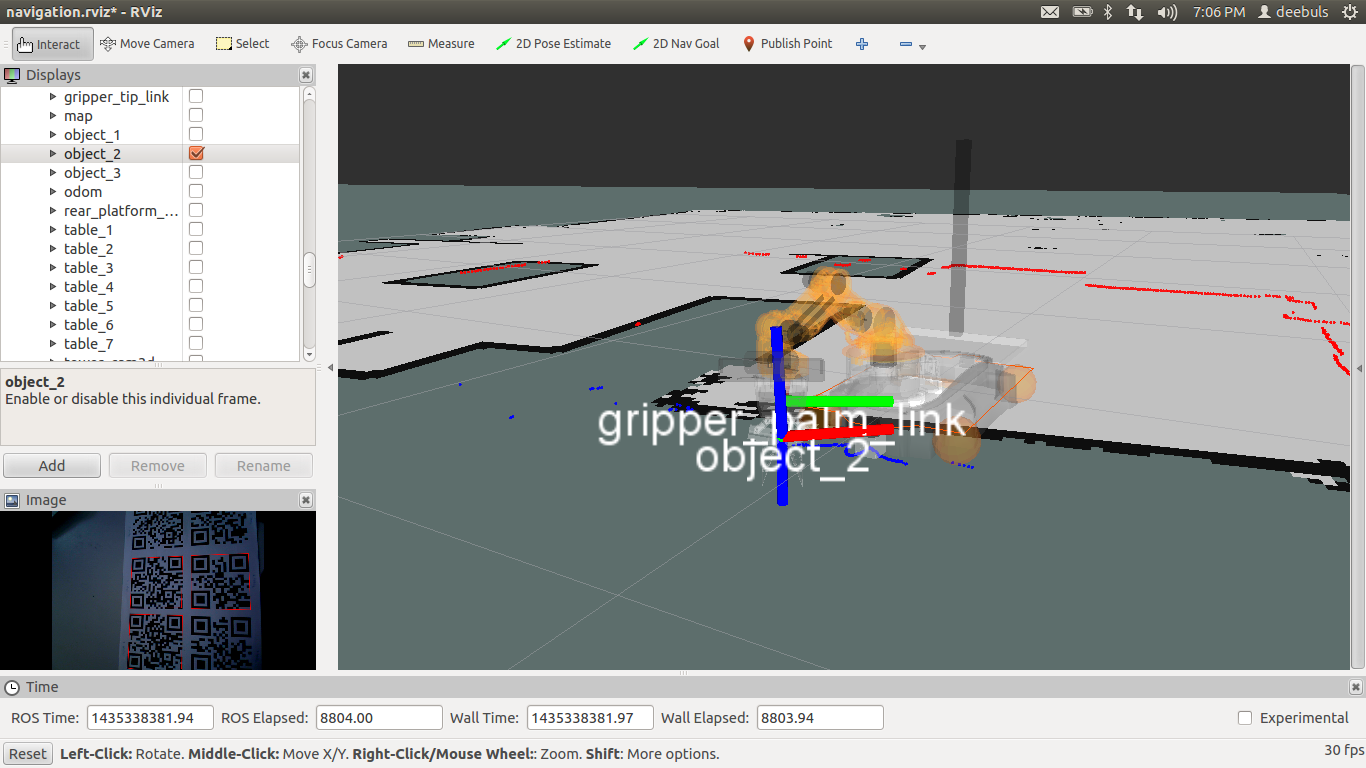 navigation.rviz* - RViz
7:06 PM
deebuls
Interact
Move Camera
Select
Focus Camera
Measure
2D Pose Estimate
2D Nav Goal
Publish Point
Displays
gripper_tip_link
map
object_1
object_2
object_3
odom
rear_platform_...
table_1
table_2
table_3
table_4
table_5
table_6
table_7
object_2
Enable or disable this individual frame.
Add
Remove
Rename
Image
gripper_palm_link
object_2
Time
ROS Time:
1435338381.94
ROS Elapsed:
8804.00
Wall Time:
1435338381.97
Wall Elapsed:
8803.94
Experimental
Reset
Left-Click: Rotate. Middle-Click: Move X/Y. Right-Click/Mouse Wheel:: Zoom. Shift: More options.
30 fps